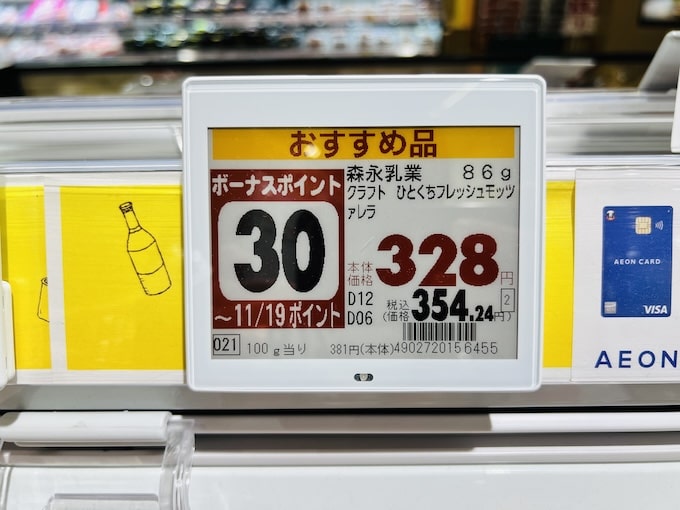 おすすめ品
ボーナスポイント
30
～11/19ポイント
森永乳業 86g
クラフト ひとくちフレッシュモッツ
ァレラ
本体
価格 328円
D12
D06
税込
(価格 354.24円)
2
021
100g当り 381円(本体)
4902720156455
AEON CARD
VISA
AEON